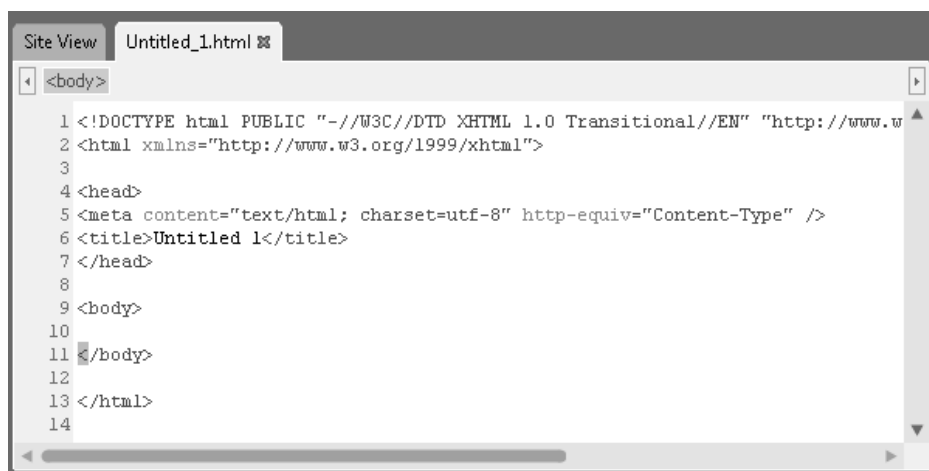 Site View Untitled_1.html
<body>
1 <!DOCTYPE html PUBLIC "-//W3C//DTD XHTML 1.0 Transitional//EN" "http://www.w
2 <html xmlns="http://www.w3.org/1999/xhtml">
3
4 <head>
5 <meta content="text/html; charset=utf-8" http-equiv="Content-Type" />
6 <title>Untitled 1</title>
7 </head>
8
9 <body>
10
11 </body>
12
13 </html>
14